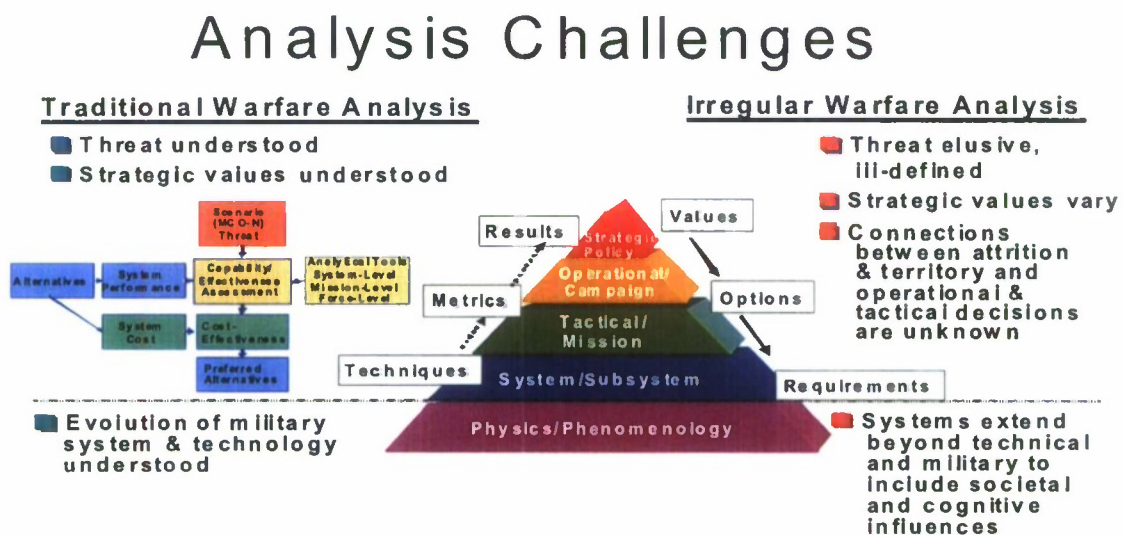 Analysis Challenges
Traditional Warfare Analysis
Threat understood
Strategic values understood
Scenario
(MCO-N)
Threat
Alternatives
System
Performance
Capability/
Effectiveness
Assessment
System-Level
Mission-Level
Force-Level
System
Cost
Cost-
Effectiveness
Preferred
Alternatives
Evolution of military
system & technology
understood
Results
Metrics
Techniques
Strategic
Policy
Operational/
Campaign
Tactical/
Mission
System/Subsystem
Physics/Phenomenology
Values
Options
Requirements
Irregular Warfare Analysis
Threat elusive,
iii-defined
Strategic values vary
Connections
between attrition
& territory and
operational &
tactical decisions
are unknown
Systems extend
beyond technical
and military to
include societal
and cognitive
influences